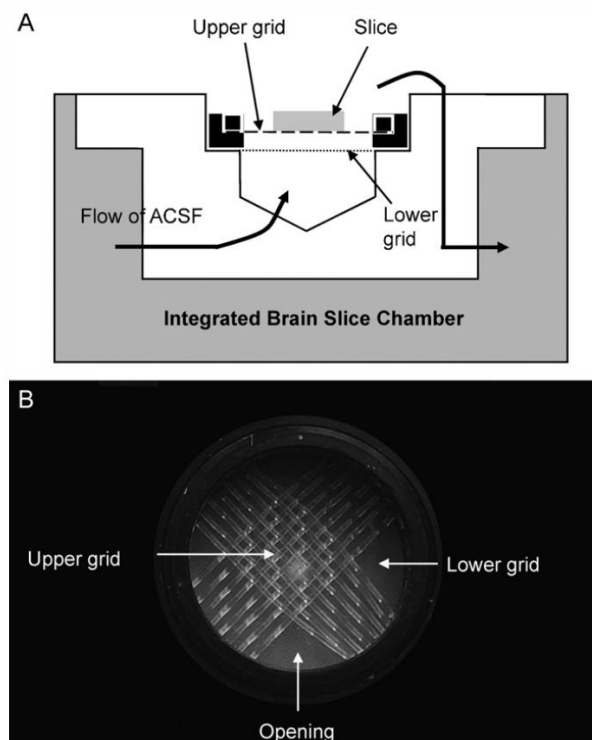 A
Upper grid
Slice
Flow of ACSF
Lower
grid
Integrated Brain Slice Chamber
B
Upper grid
Lower grid
Opening